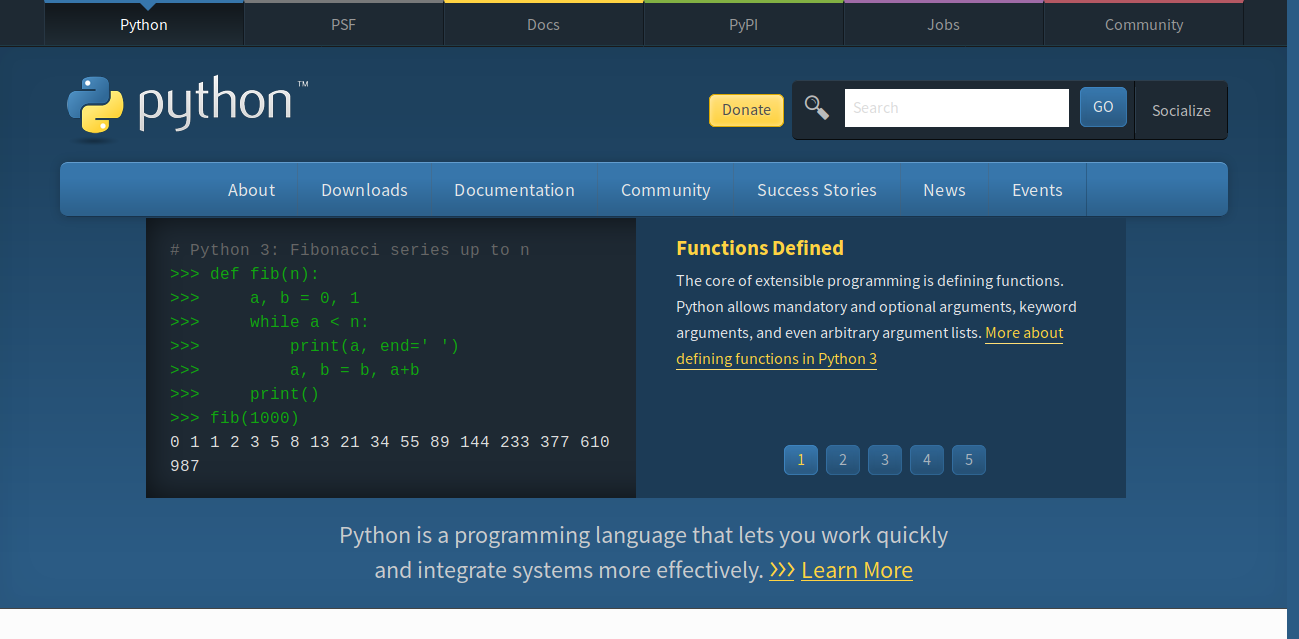 Python PSF Docs PyPI Jobs Community
python™
Donate Search GO Socialize
About Downloads Documentation Community Success Stories News Events
# Python 3: Fibonacci series up to n
>>> def fib(n):
>>>     a, b = 0, 1
>>>     while a < n:
>>>         print(a, end=' ')
>>>         a, b = b, a+b
>>>     print()
>>> fib(1000)
0 1 1 2 3 5 8 13 21 34 55 89 144 233 377 610
987
Functions Defined
The core of extensible programming is defining functions.
Python allows mandatory and optional arguments, keyword
arguments, and even arbitrary argument lists. More about
defining functions in Python 3
1 2 3 4 5
Python is a programming language that lets you work quickly
and integrate systems more effectively. >>> Learn More